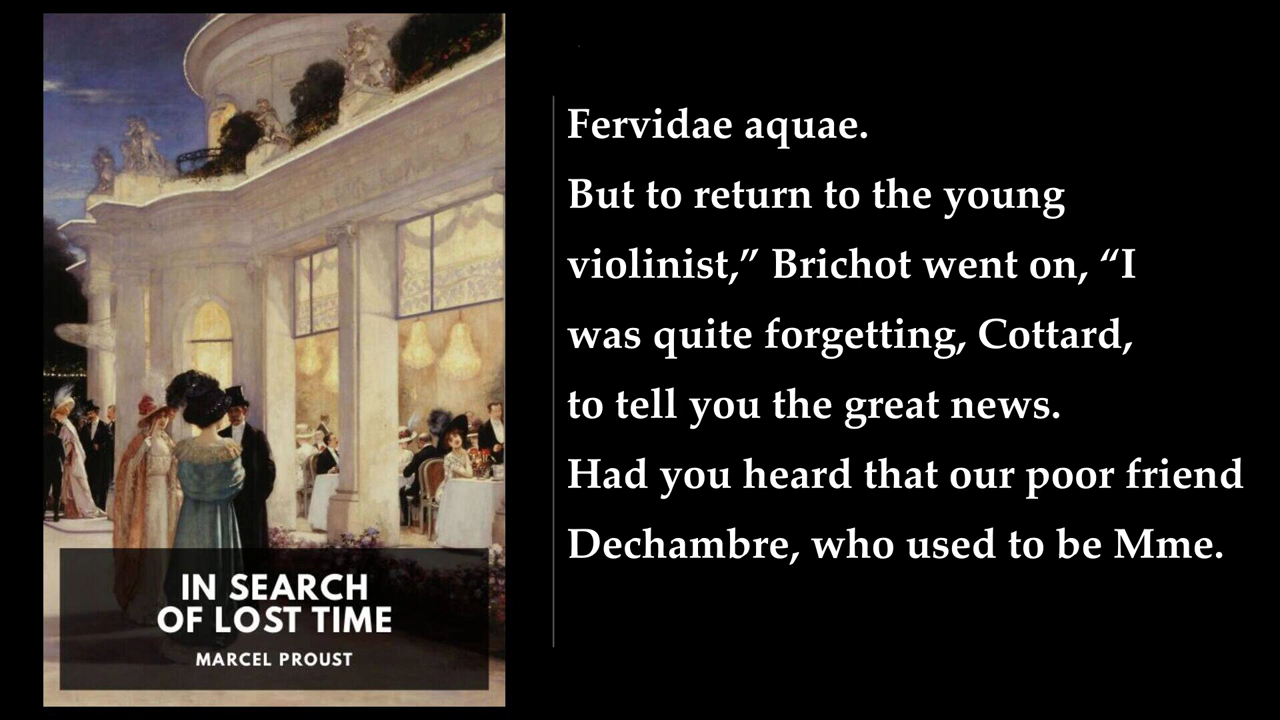 IN SEARCH
OF LOST TIME
MARCEL PROUST
Fervidae aquae.
But to return to the young
violinist,” Brichot went on, “I
was quite forgetting, Cottard,
to tell you the great news.
Had you heard that our poor friend
Dechambre, who used to be Mme.